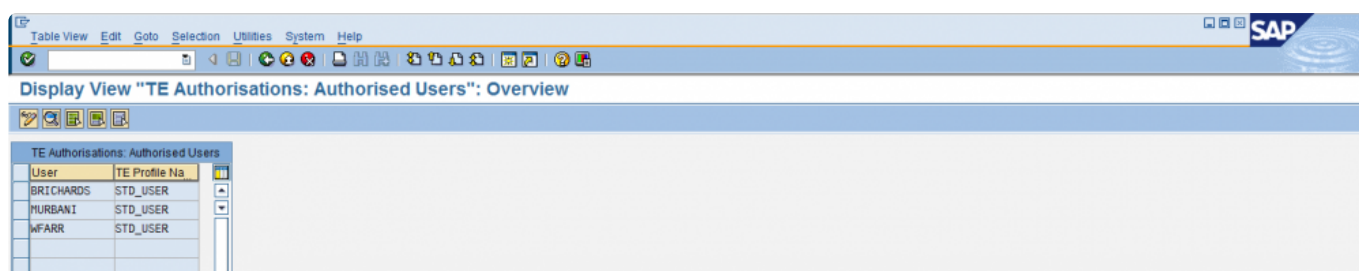 Table View Edit Goto Selection Utilities System Help
SAP
Display View "TE Authorisations: Authorised Users": Overview
TE Authorisations: Authorised Users
User TE Profile Na...
BRICHARDS STD_USER
MURBANI STD_USER
WFARR STD_USER